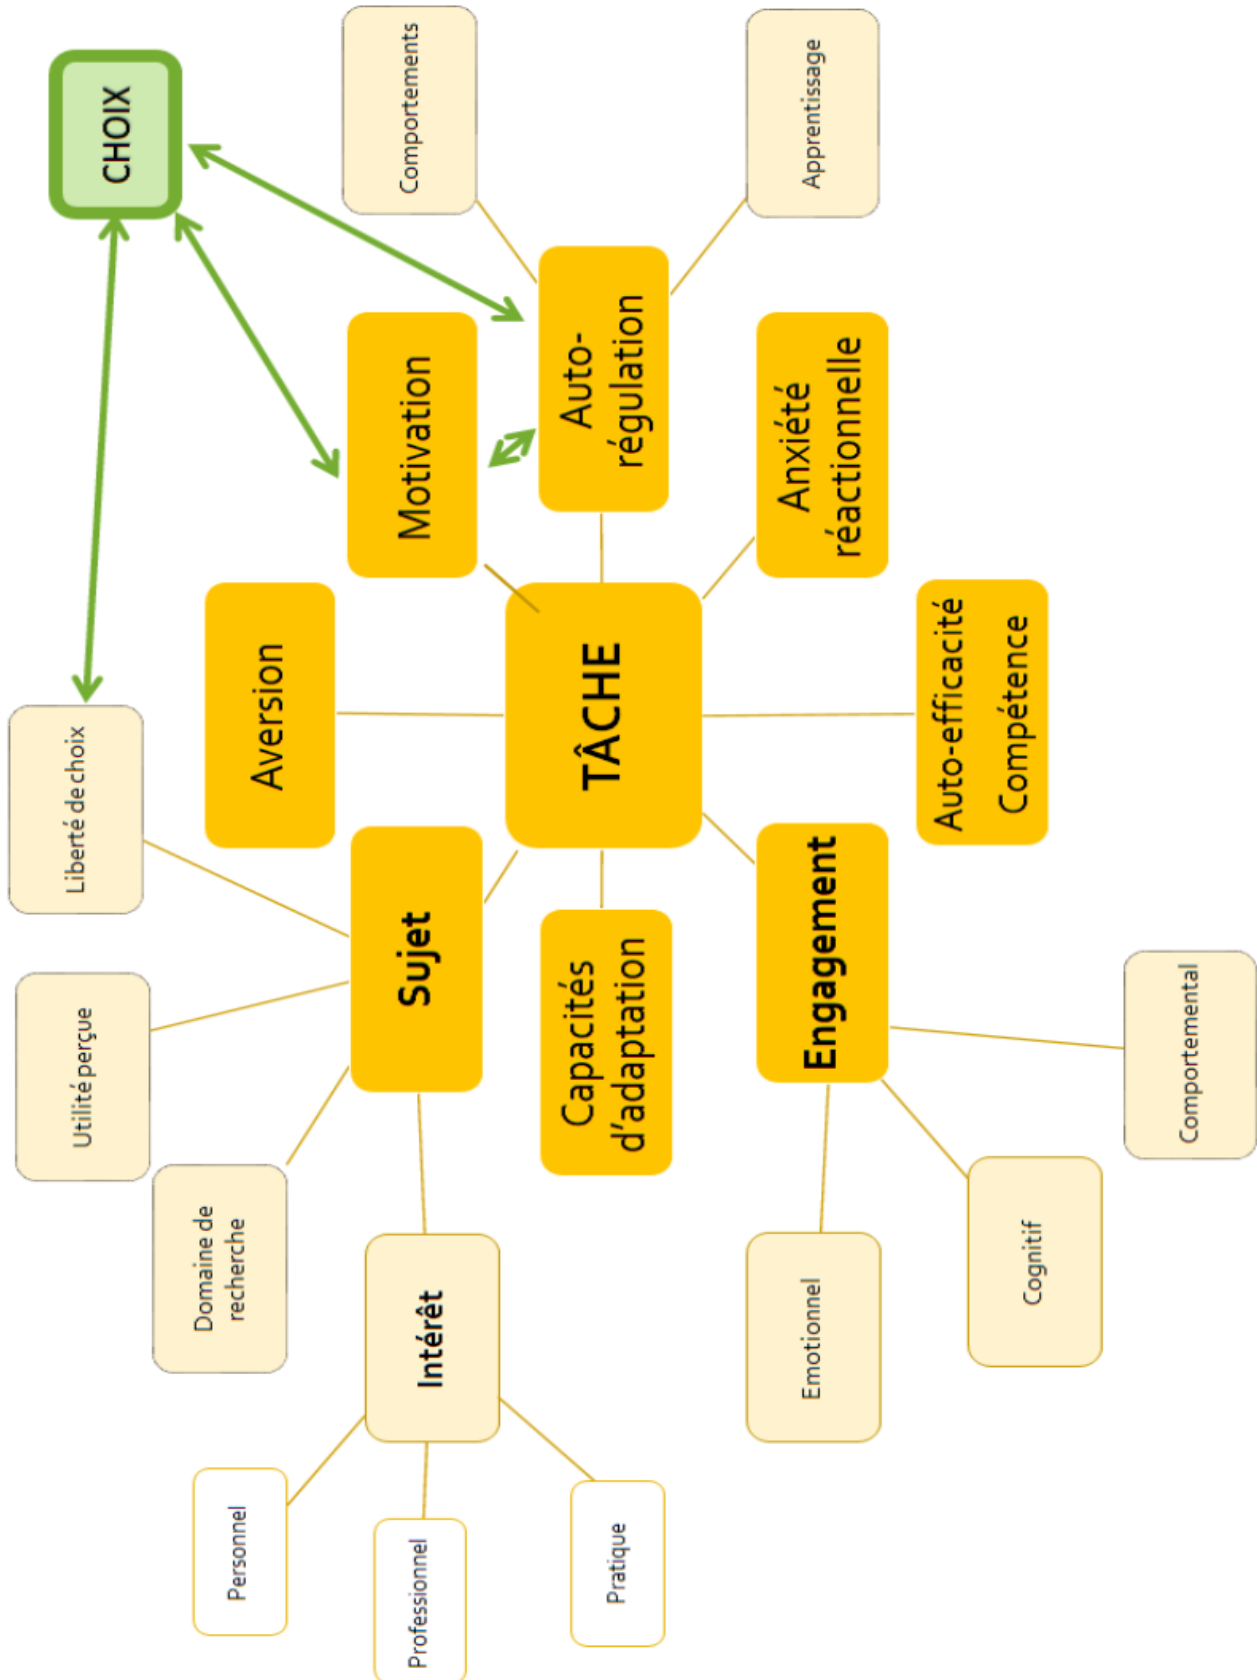 Utilité perçue
Liberté de choix
CHOIX
Domaine de
recherche
Personnel
Aversion
Professionnel
Intérêt
Sujet
Motivation
Comportements
Pratique
Capacités
d'adaptation
TÂCHE
Auto-
régulation
Emotionnel
Engagement
Anxiété
réactionnelle
Apprentissage
Auto-efficacité
Compétence
Cognitif
Comportemental